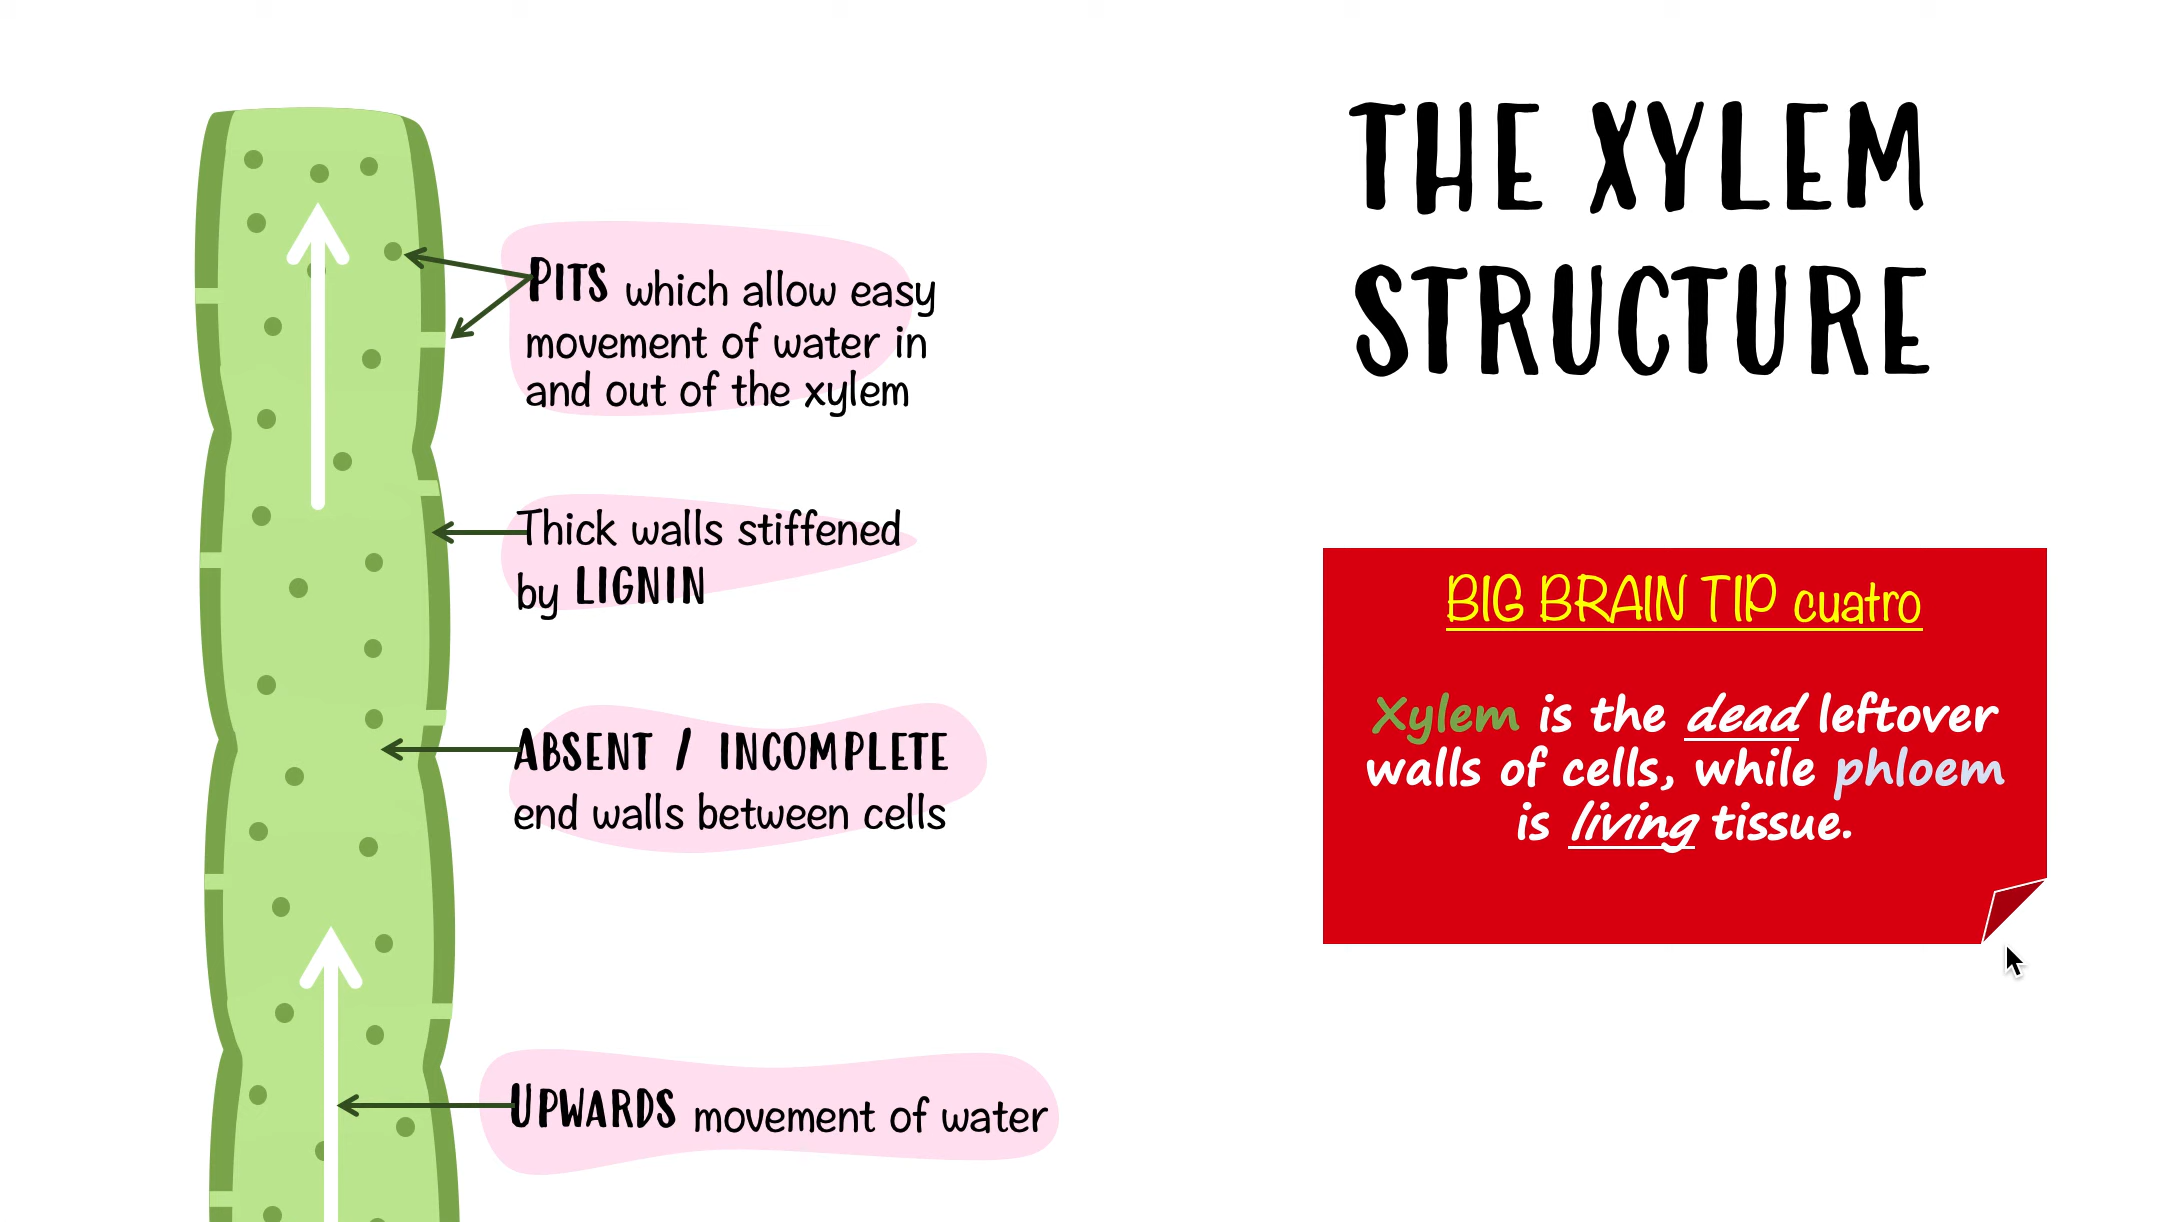 THE XYLEM
STRUCTURE
PITS which allow easy
movement of water in
and out of the xylem
Thick walls stiffened
by LIGNIN
ABSENT / INCOMPLETE
end walls between cells
UPWARDS movement of water
BIG BRAIN TIP cuatro
Xylem is the dead leftover
walls of cells, while phloem
is living tissue.